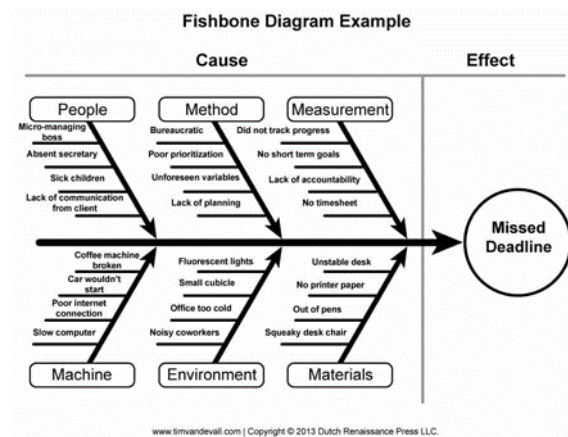 Fishbone Diagram Example
Cause
Effect
People
Method
Measurement
Micro-managing
boss
Absent secretary
Sick children
Lack of communication
from client
Bureaucratic
Poor prioritization
Unforeseen variables
Lack of planning
Did not track progress
No short term goals
Lack of accountability
No timesheet
Missed
Deadline
Coffee machine
broken
Car wouldn't
start
Poor internet
connection
Slow computer
Fluorescent lights
Small cubicle
Office too cold
Noisy coworkers
Unstable desk
No printer paper
Out of pens
Squeaky desk chair
Machine
Environment
Materials
www.timvandevall.com | Copyright © 2013 Dutch Renaissance Press LLC.